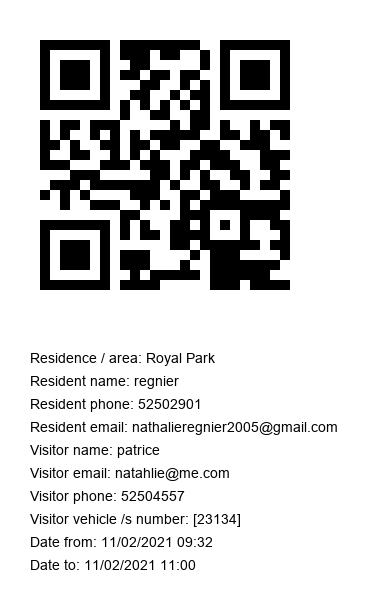 Residence / area: Royal Park
Resident name: regnier
Resident phone: 52502901
Resident email: nathalieregnier2005@gmail.com
Visitor name: patrice
Visitor email: natahlie@me.com
Visitor phone: 52504557
Visitor vehicle /s number: [23134]
Date from: 11/02/2021 09:32
Date to: 11/02/2021 11:00